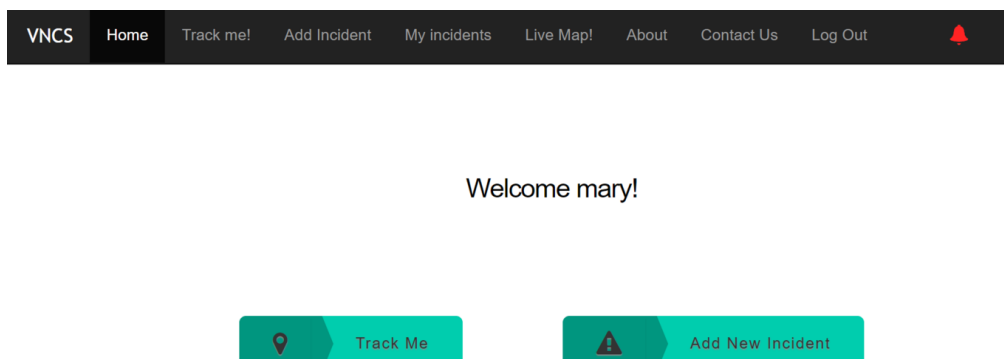 VNCS Home Track me! Add Incident My incidents Live Map! About Contact Us Log Out
Welcome mary!
Track Me Add New Incident